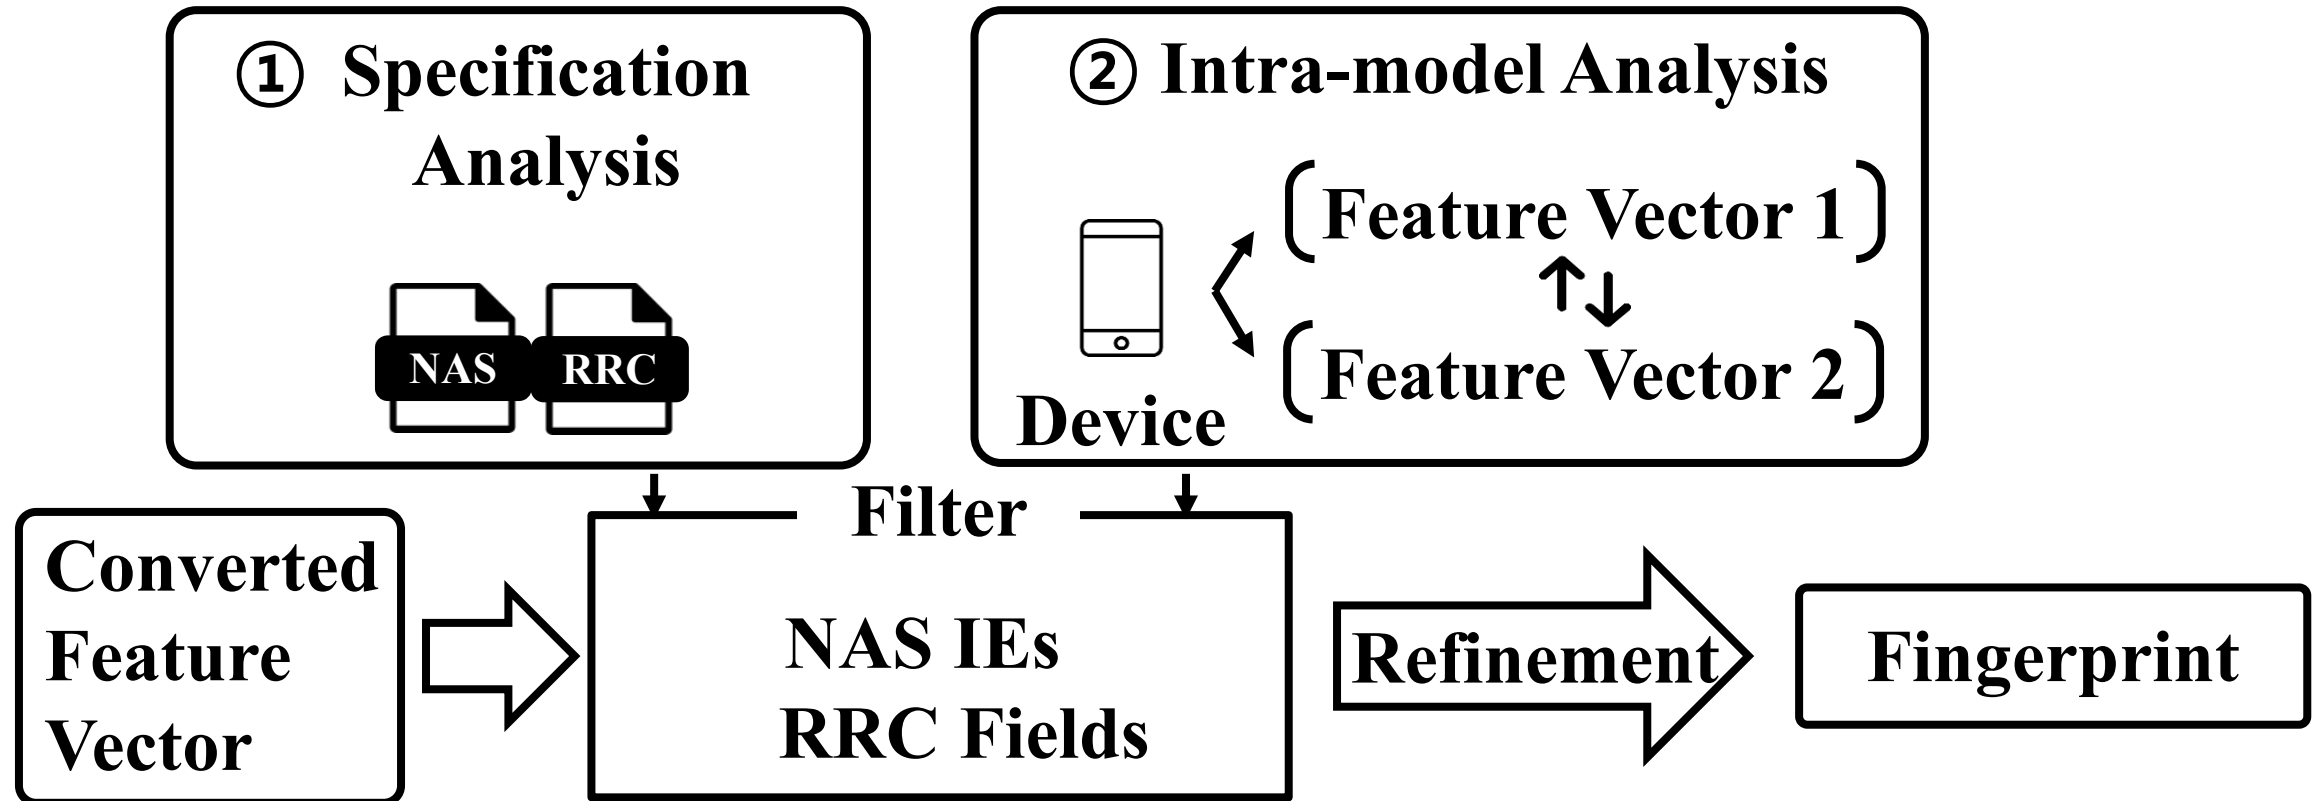 ① Specification
Analysis
NAS
RRC
② Intra-model Analysis
Feature Vector 1
Feature Vector 2
Device
Converted
Feature
Vector
Filter
NAS IEs
RRC Fields
Refinement
Fingerprint